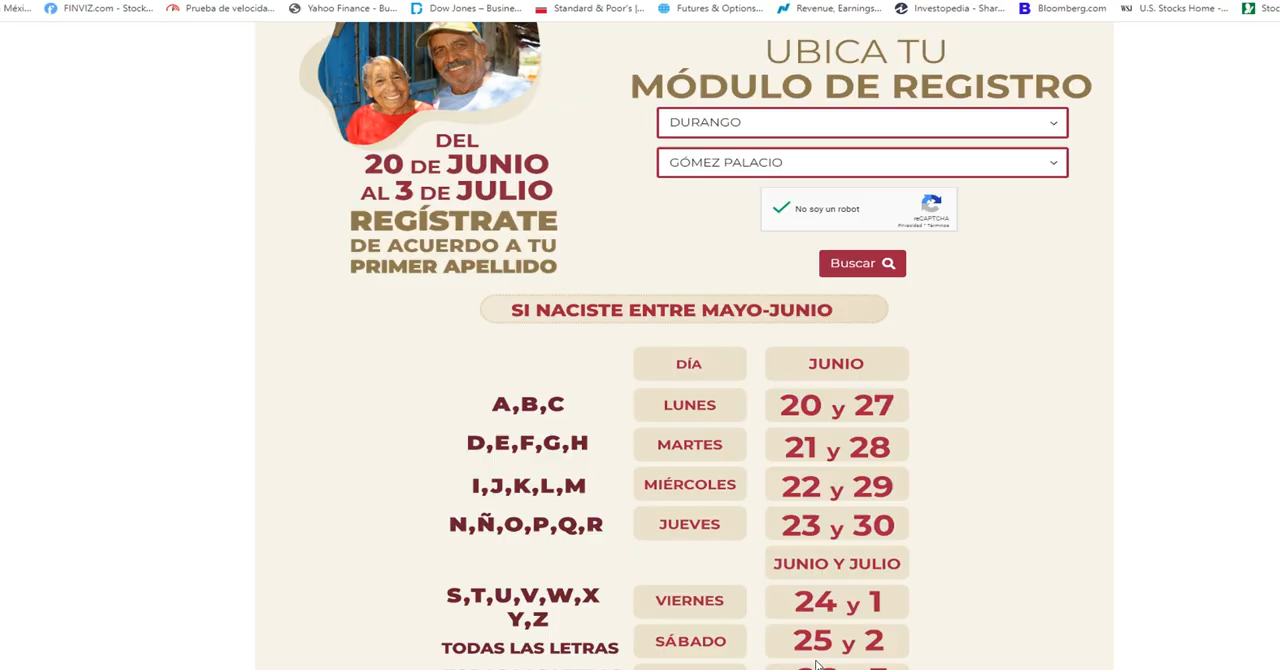 Méxi...
FINVIZ.com - Stock...
Prueba de velocida...
Yahoo Finance - Bu...
Dow Jones – Busine...
Standard & Poor's |...
Futures & Options...
Revenue, Earnings...
Investopedia - Shar...
Bloomberg.com
WSJ U.S. Stocks Home -...
Stoc
UBICA TU
MÓDULO DE REGISTRO
DURANGO
GÓMEZ PALACIO
No soy un robot
reCAPTCHA
Privacidad - Términos
Buscar
DEL
20 DE JUNIO
AL 3 DE JULIO
REGÍSTRATE
DE ACUERDO A TU
PRIMER APELLIDO
SI NACISTE ENTRE MAYO-JUNIO
DÍA JUNIO
A,B,C LUNES 20 y 27
D,E,F,G,H MARTES 21 y 28
I,J,K,L,M MIÉRCOLES 22 y 29
N,Ñ,O,P,Q,R JUEVES 23 y 30
JUNIO Y JULIO
S,T,U,V,W,X VIERNES 24 y 1
Y,Z
TODAS LAS LETRAS SÁBADO 25 y 2